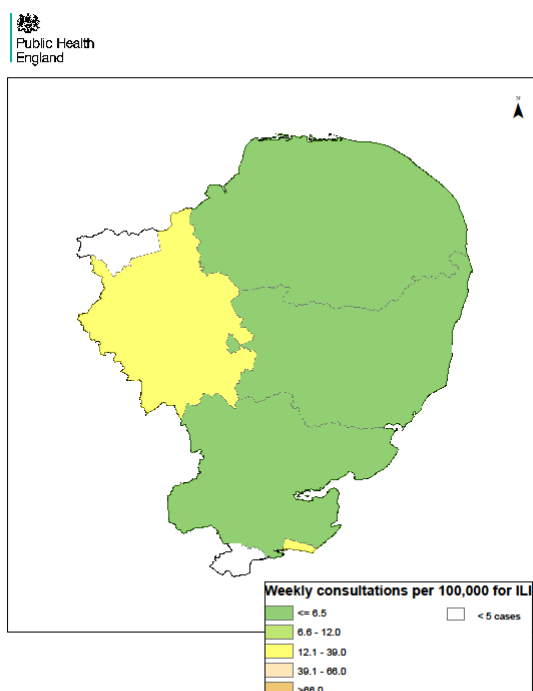 Public Health
England
N
Weekly consultations per 100,000 for ILI
<= 6.5
< 5 cases
6.6 - 12.0
12.1 - 39.0
39.1 - 66.0
>66.0